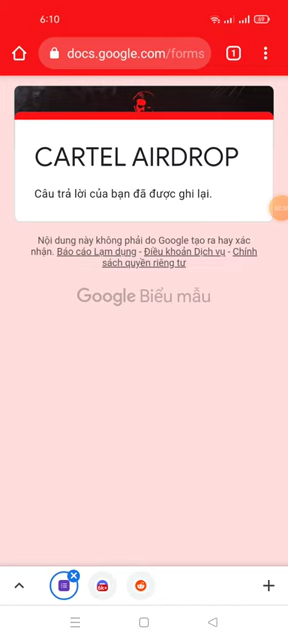 6:10
69
docs.google.com/forms
1
CARTEL AIRDROP
Câu trả lời của bạn đã được ghi lại.
Nội dung này không phải do Google tạo ra hay xác
nhận. Báo cáo Lạm dụng - Điều khoản Dịch vụ - Chính
sách quyền riêng tư
Google Biểu mẫu
6k+